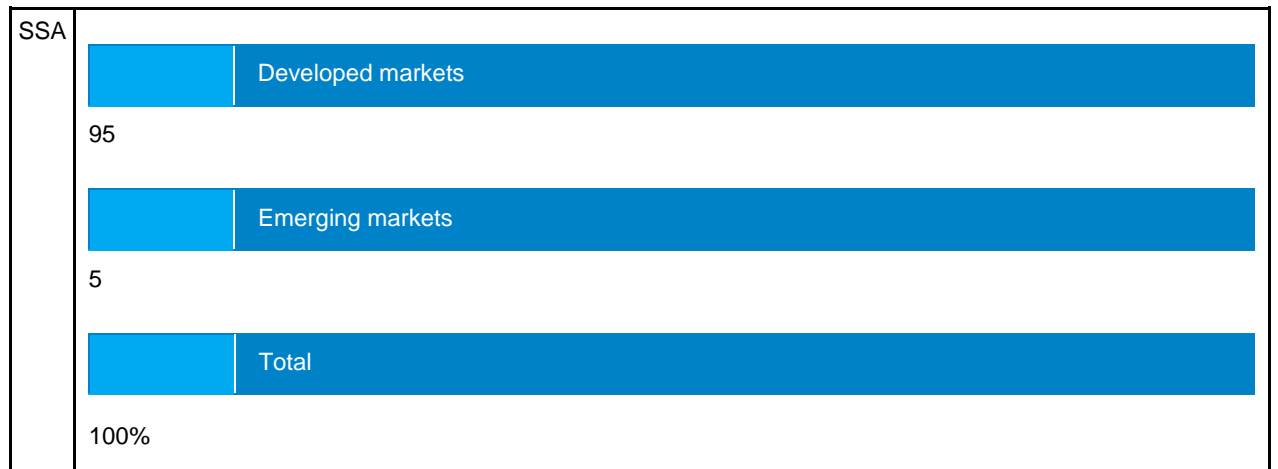 SSA
Developed markets
95
Emerging markets
5
Total
100%